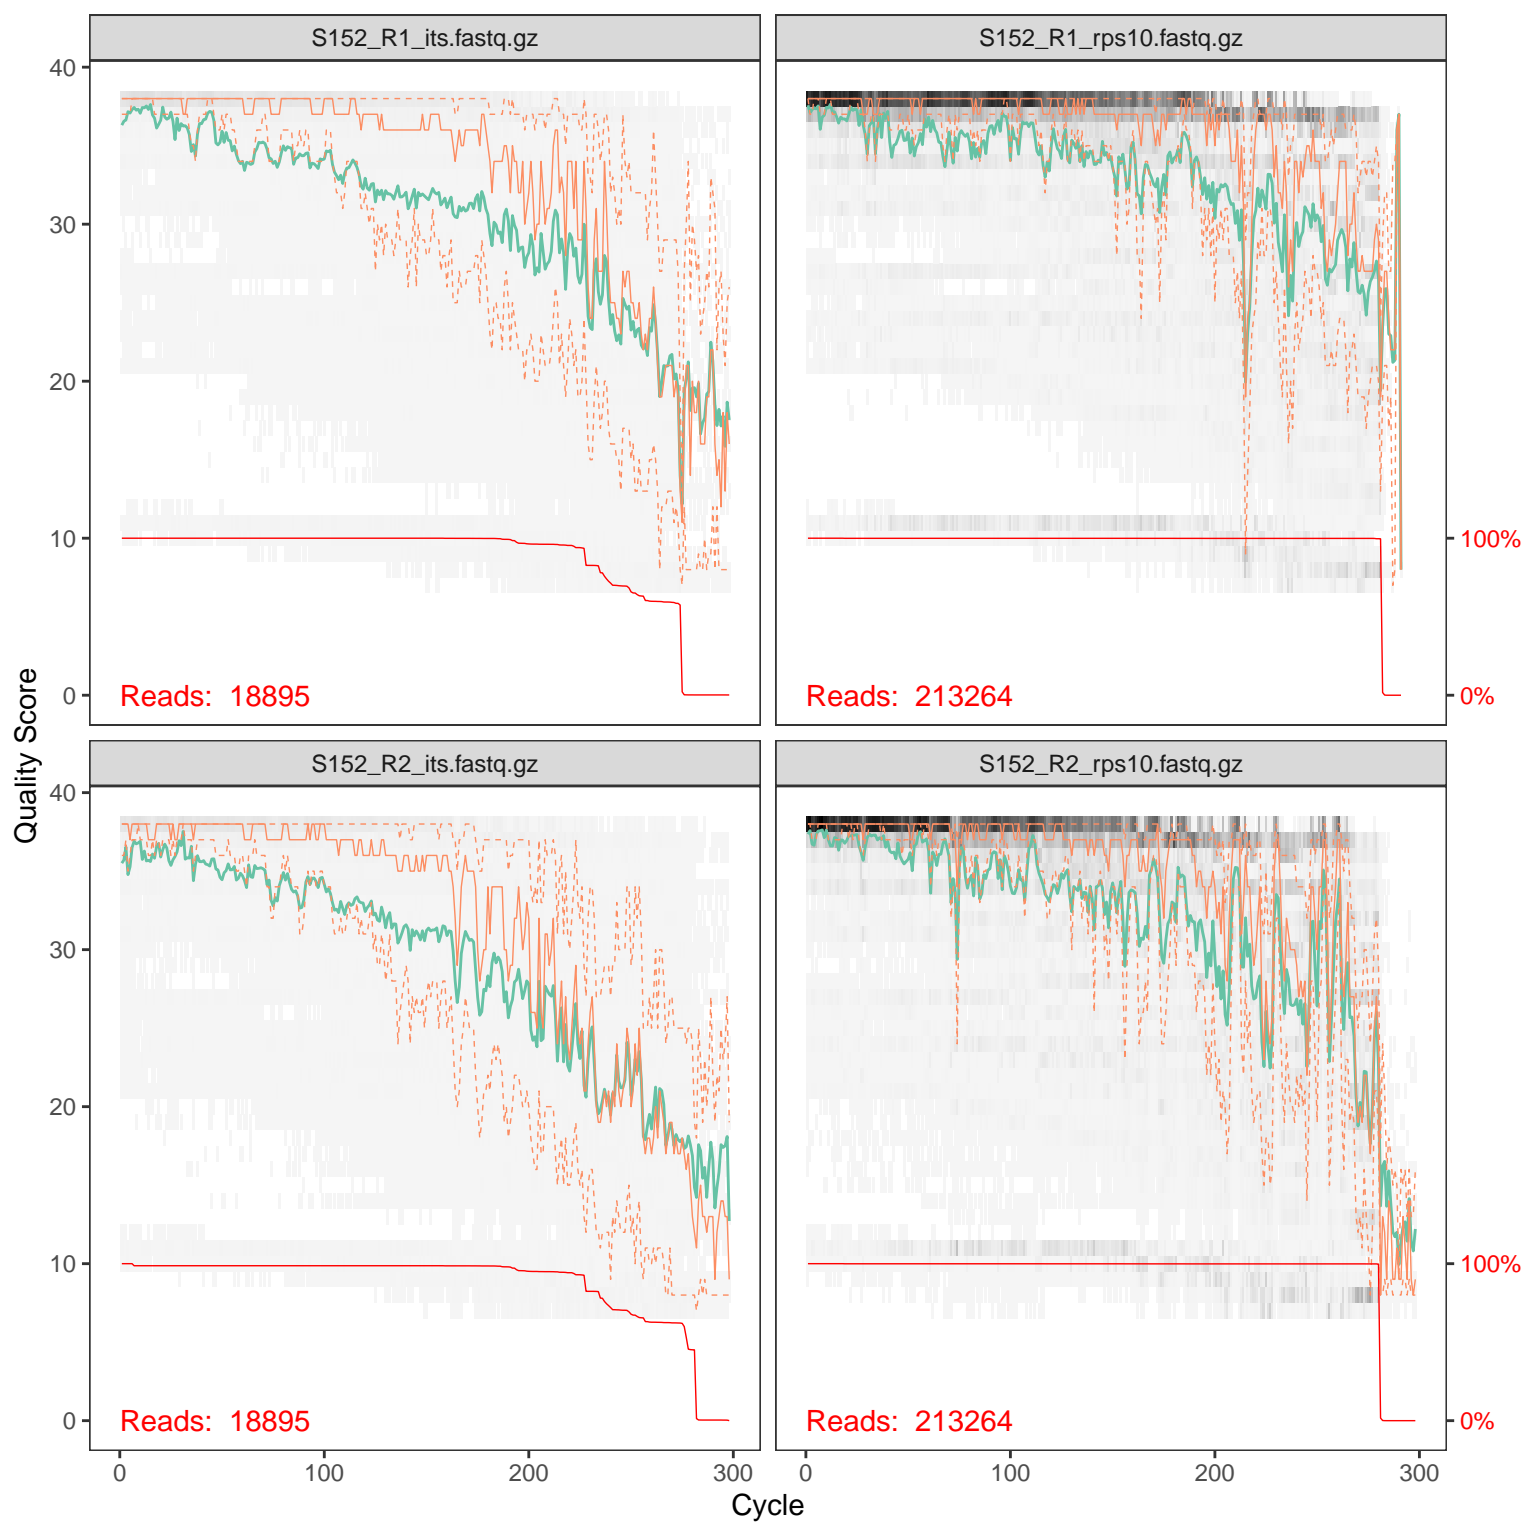 S152_R1_its.fastq.gz
S152_R1_rps10.fastq.gz
40
30
20
10
0
Reads: 18895
Reads: 213264
100%
0%
Quality Score
S152_R2_its.fastq.gz
S152_R2_rps10.fastq.gz
40
30
20
10
0
Reads: 18895
Reads: 213264
100%
0%
0 100 200 300
0 100 200 300
Cycle